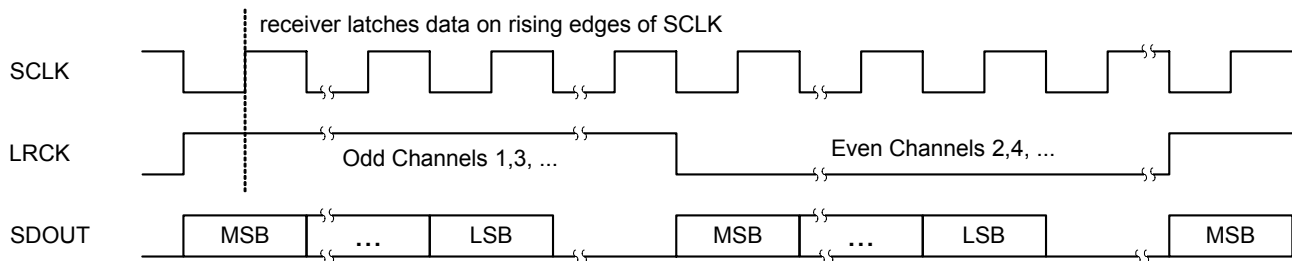 receiver latches data on rising edges of SCLK
SCLK
LRCK
Odd Channels 1,3, ...
Even Channels 2,4, ...
SDOUT
MSB
...
LSB
MSB
...
LSB
MSB